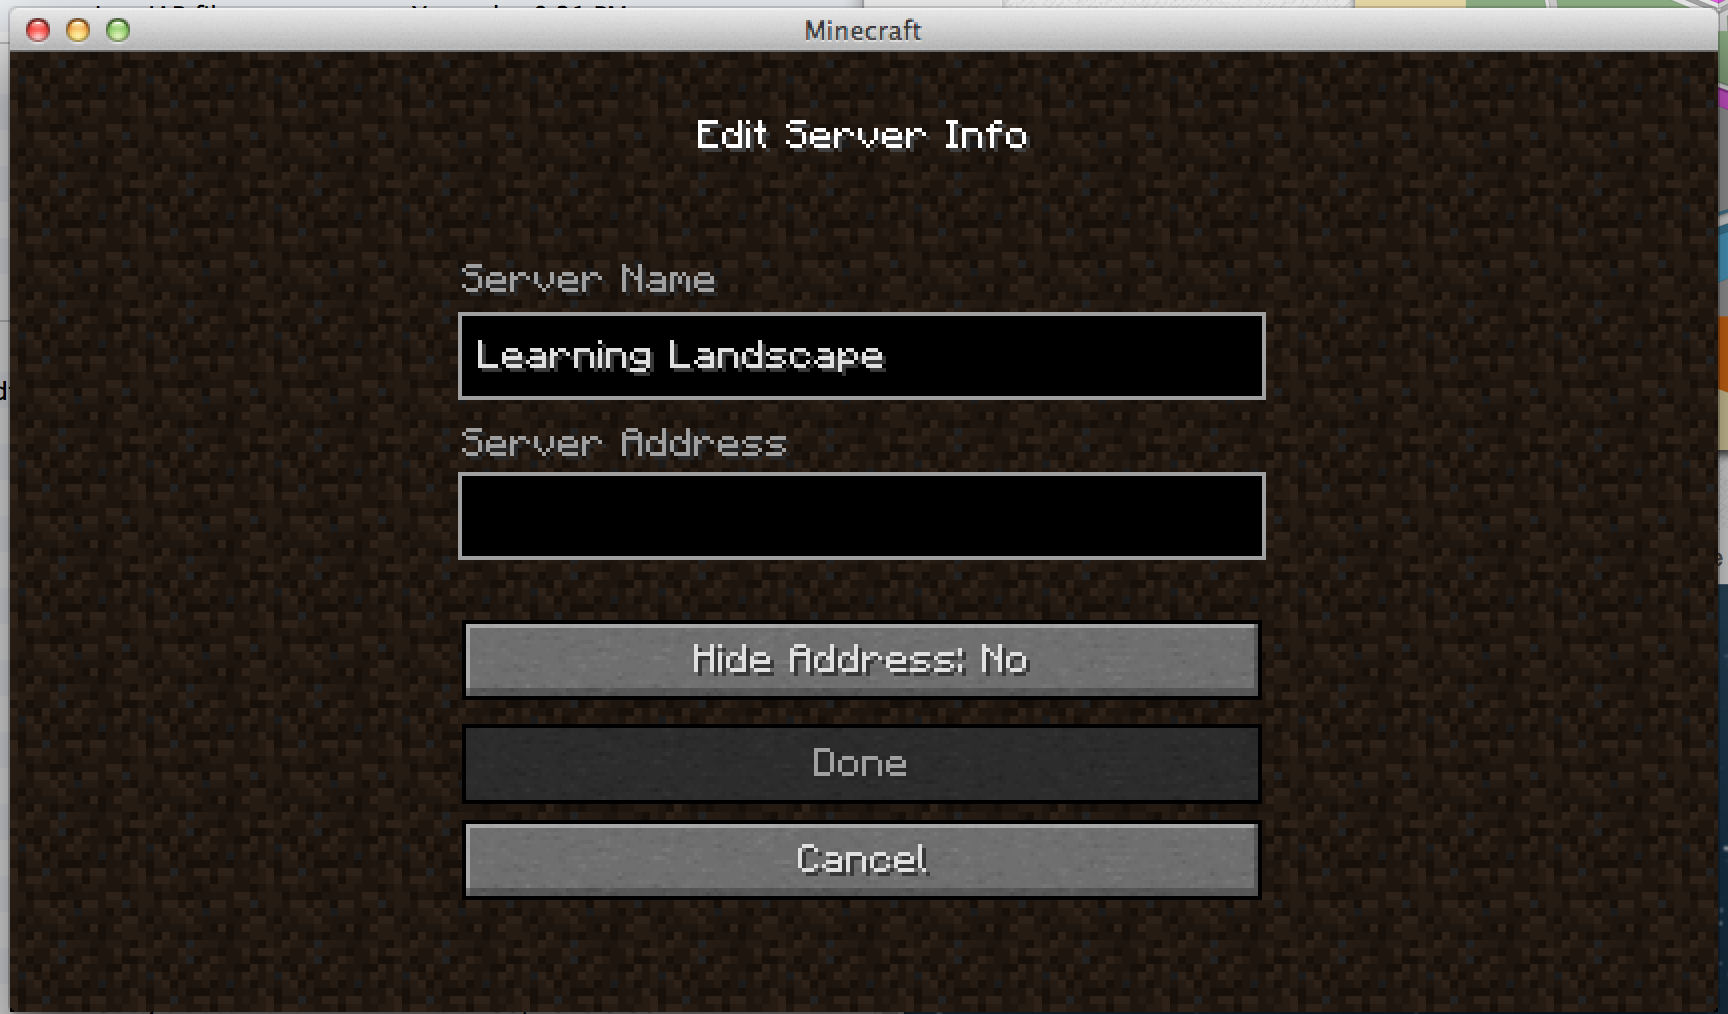 Minecraft
Edit Server Info
Server Name
Learning Landscape
Server Address
Hide Address: No
Done
Cancel